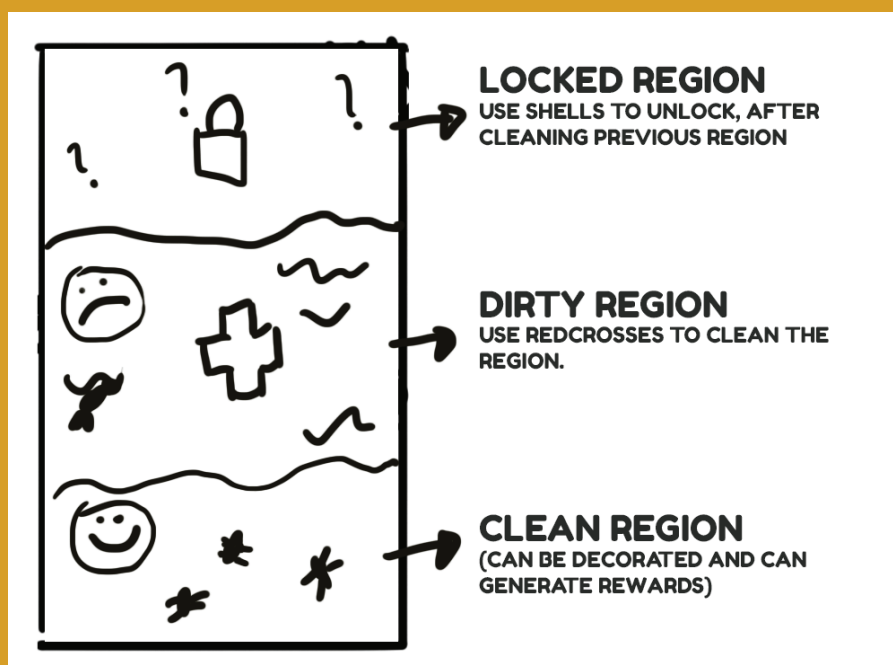 LOCKED REGION
USE SHELLS TO UNLOCK, AFTER
CLEANING PREVIOUS REGION
? ? ?
DIRTY REGION
USE REDCROSSES TO CLEAN THE
REGION.
CLEAN REGION
(CAN BE DECORATED AND CAN
GENERATE REWARDS)